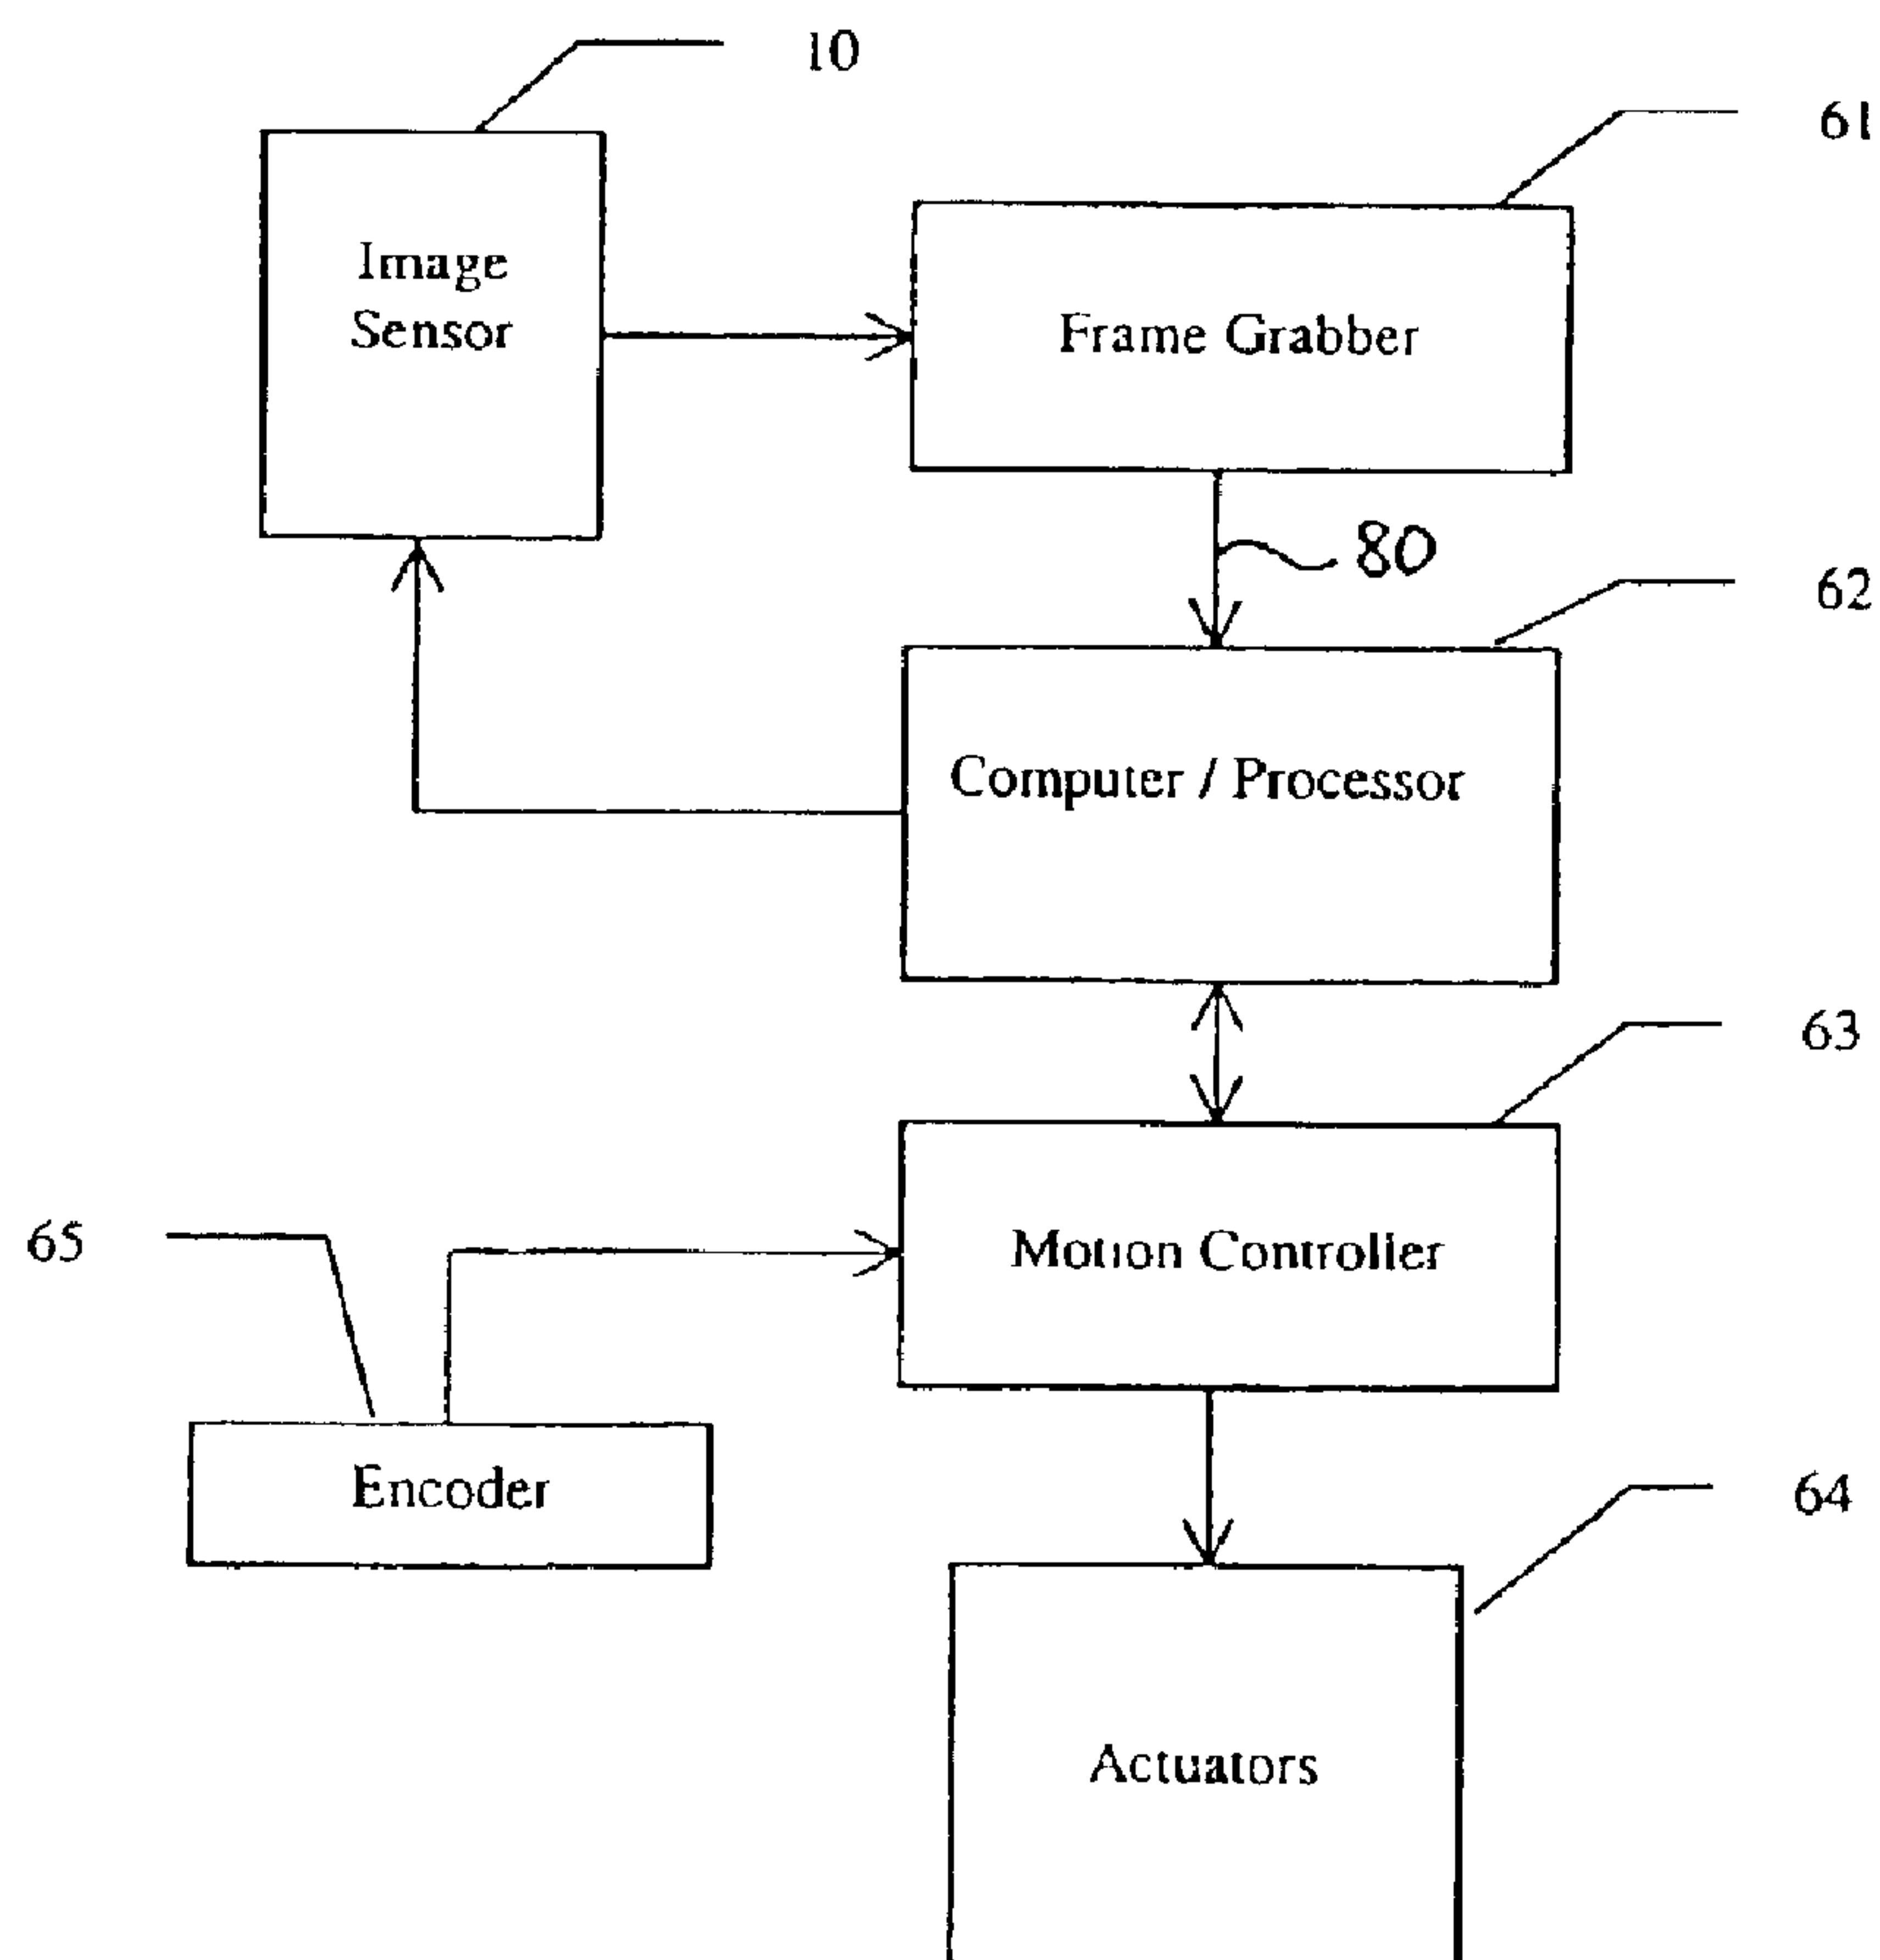 10
61
Image
Sensor
Frame Grabber
80
62
Computer / Processor
63
65
Motion Controller
Encoder
64
Actuators